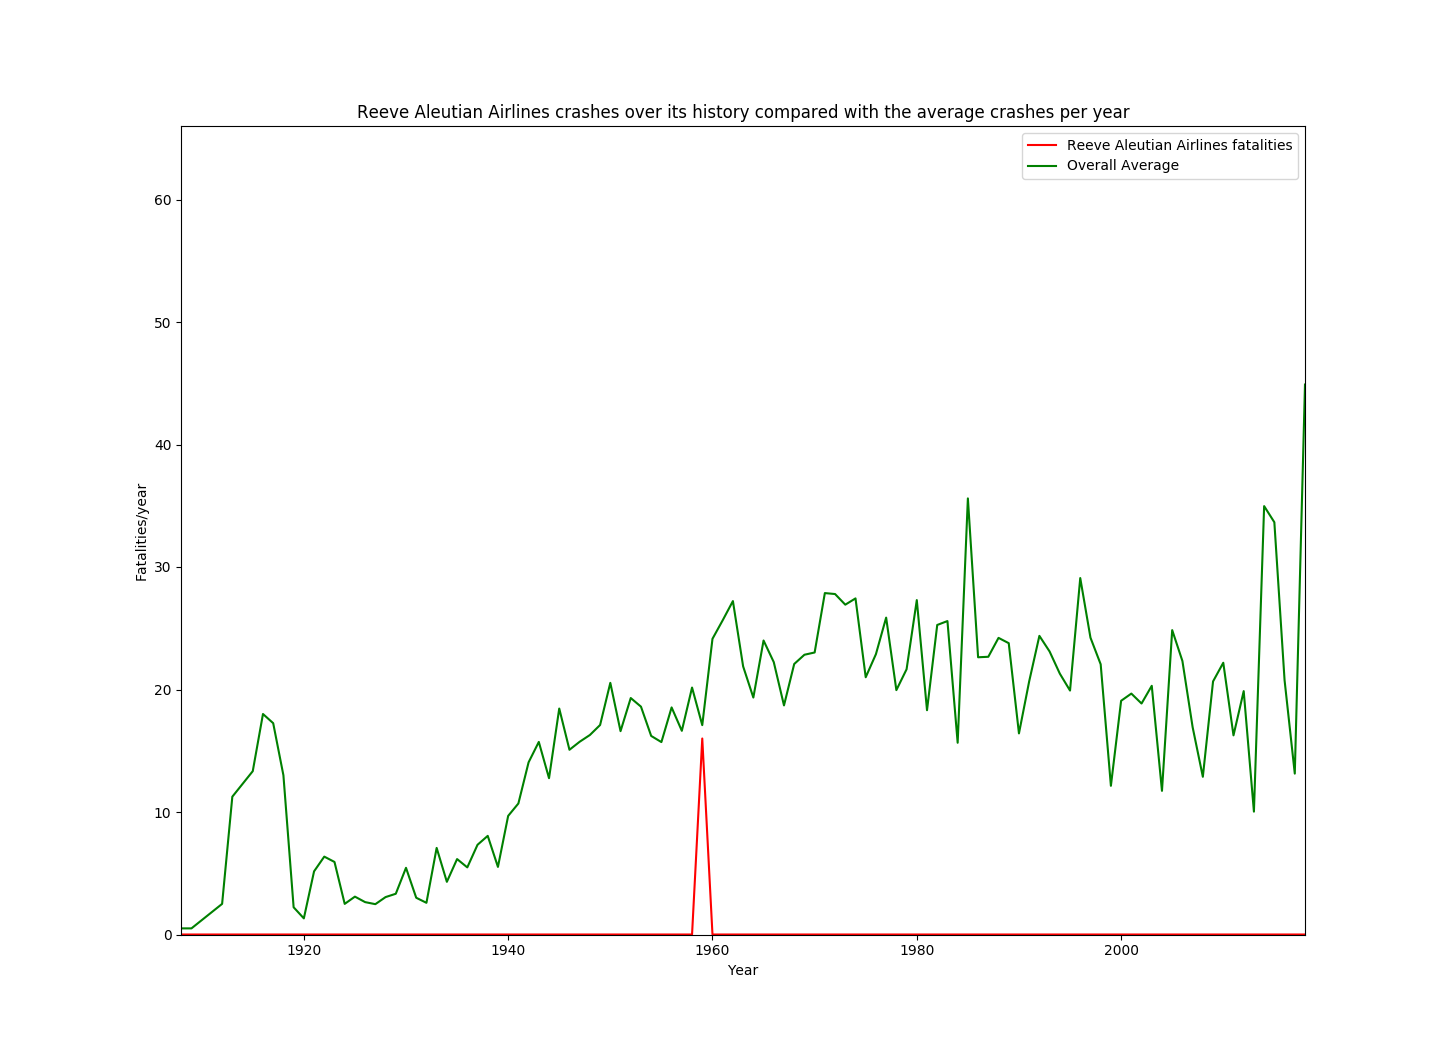 Reeve Aleutian Airlines crashes over its history compared with the average crashes per year
Reeve Aleutian Airlines fatalities
Overall Average
60
50
40
30
20
10
0
Fatalities/year
1920
1940
1960
1980
2000
Year